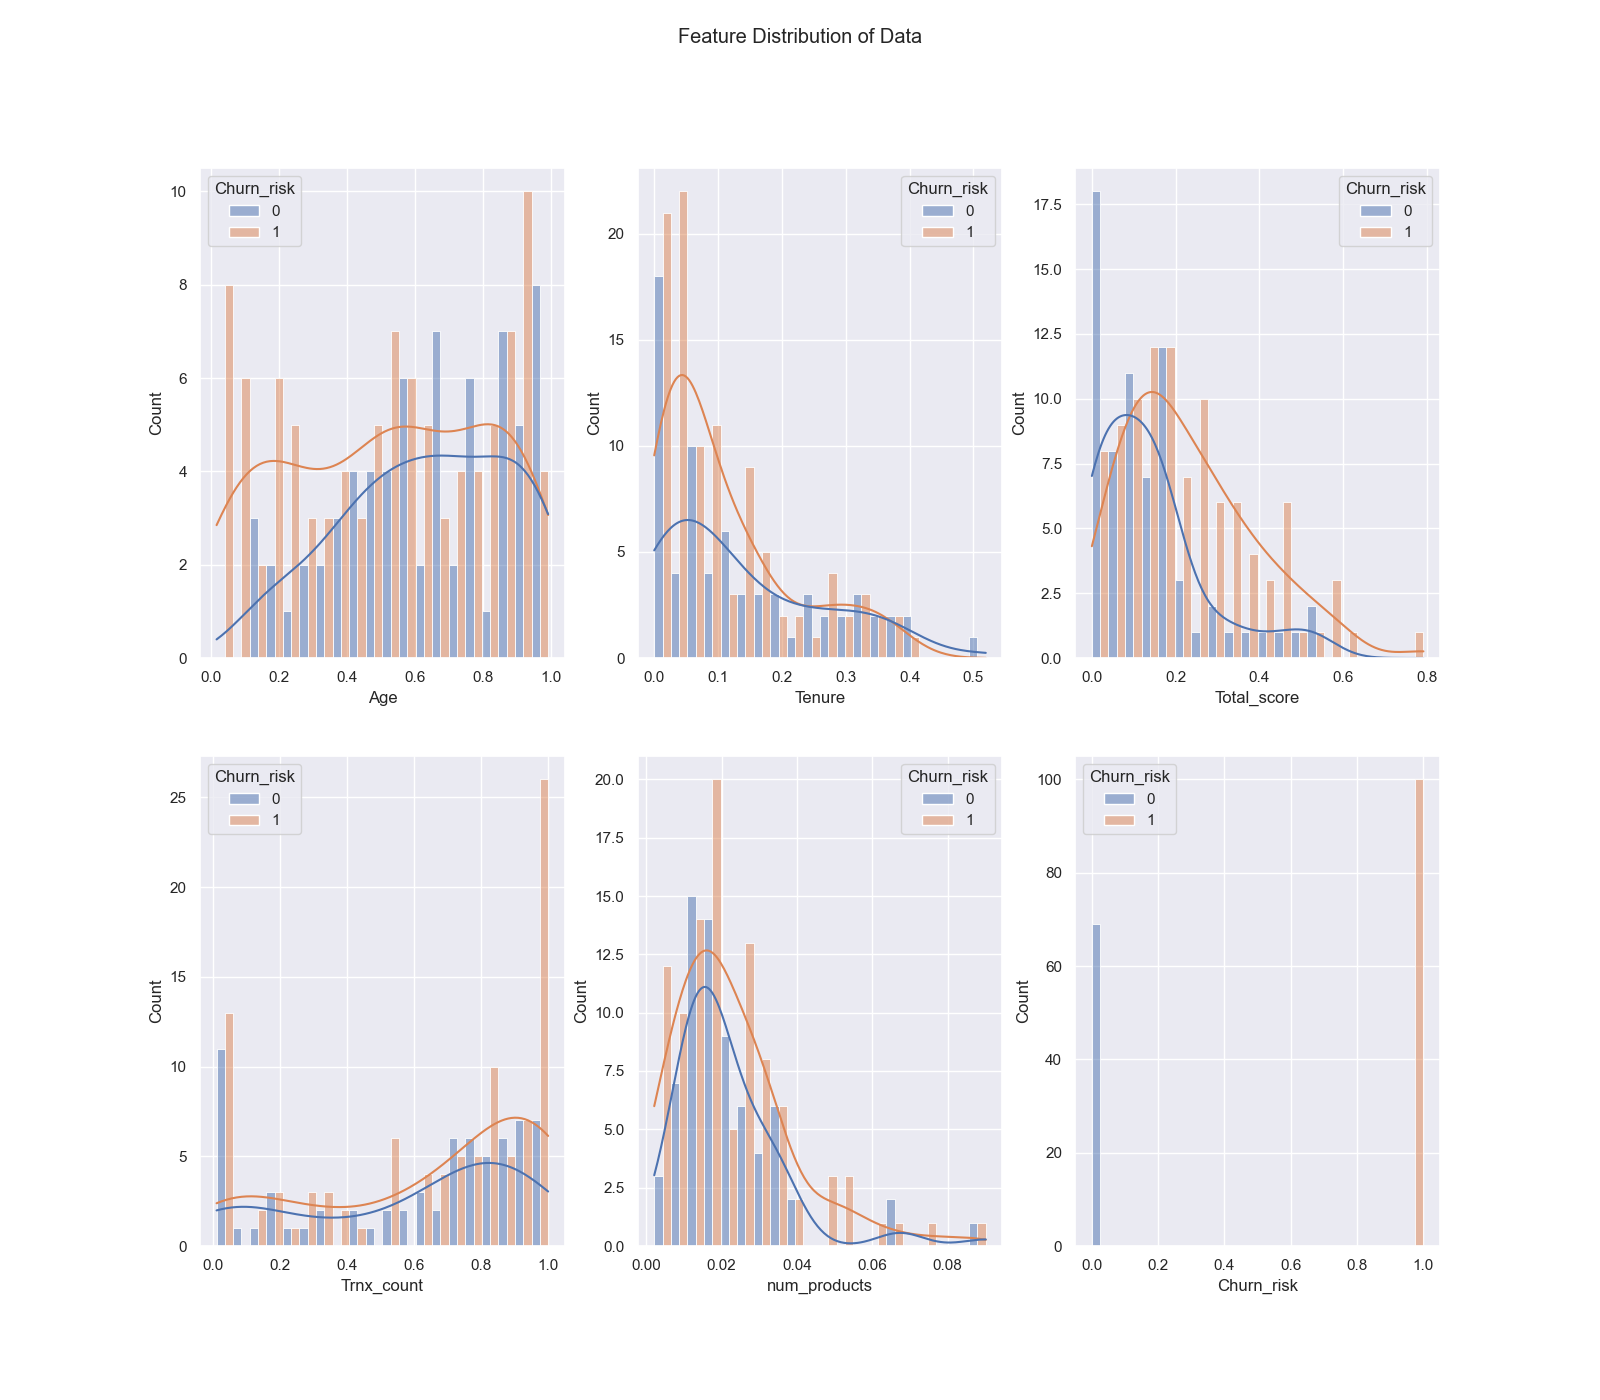 Feature Distribution of Data
Churn_risk
0
1
10
8
6
4
2
0
Count
0.0 0.2 0.4 0.6 0.8 1.0
Age
Churn_risk
0
1
20
15
10
5
0
Count
0.0 0.1 0.2 0.3 0.4 0.5
Tenure
Churn_risk
0
1
17.5
15.0
12.5
10.0
7.5
5.0
2.5
0.0
Count
0.0 0.2 0.4 0.6 0.8
Total_score
Churn_risk
0
1
25
20
15
10
5
0
Count
0.0 0.2 0.4 0.6 0.8 1.0
Trnx_count
Churn_risk
0
1
20.0
17.5
15.0
12.5
10.0
7.5
5.0
2.5
0.0
Count
0.00 0.02 0.04 0.06 0.08
num_products
Churn_risk
0
1
100
80
60
40
20
0
Count
0.0 0.2 0.4 0.6 0.8 1.0
Churn_risk